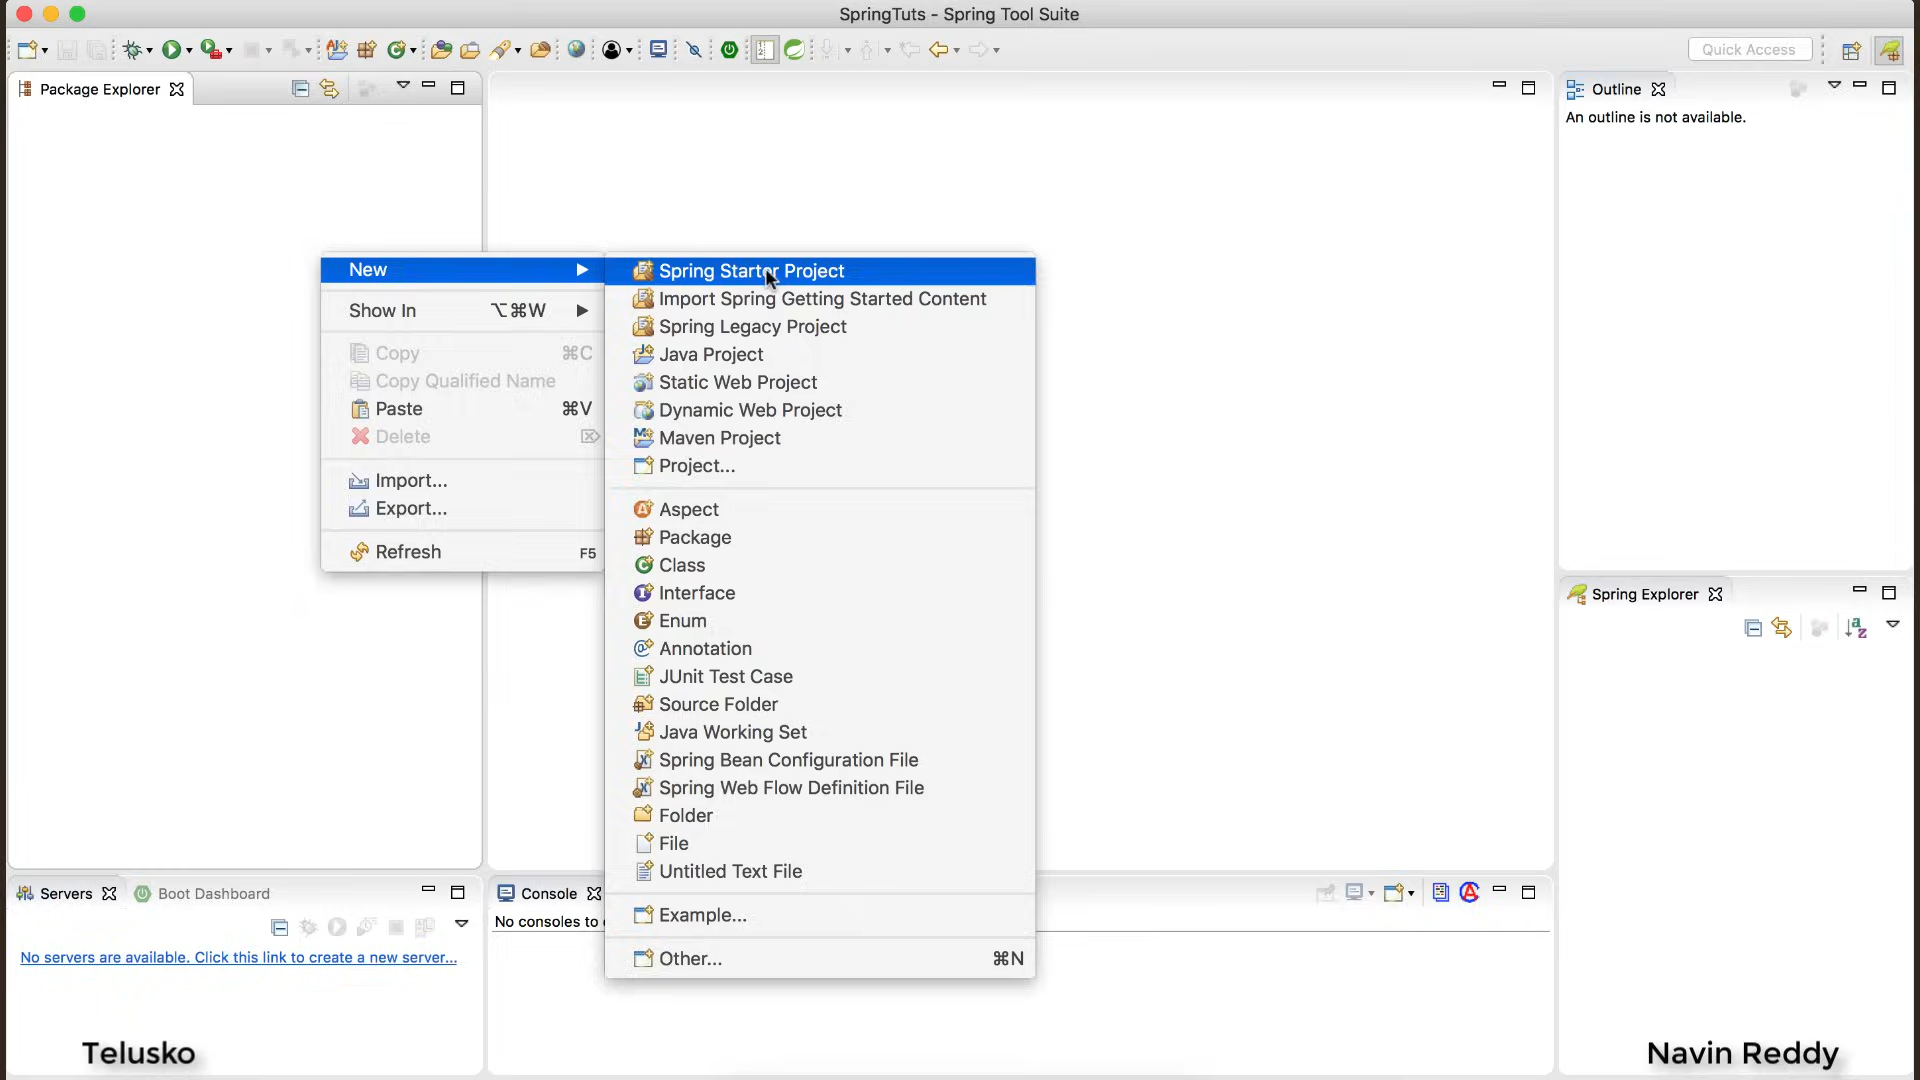 SpringTuts - Spring Tool Suite
Quick Access
Package Explorer
Outline
An outline is not available.
New
Show In ⌥⌘W
Copy ⌘C
Copy Qualified Name
Paste ⌘V
Delete ⌦
Import...
Export...
Refresh F5
Spring Starter Project
Import Spring Getting Started Content
Spring Legacy Project
Java Project
Static Web Project
Dynamic Web Project
Maven Project
Project...
Aspect
Package
Class
Interface
Enum
Annotation
JUnit Test Case
Source Folder
Java Working Set
Spring Bean Configuration File
Spring Web Flow Definition File
Folder
File
Untitled Text File
Example...
Other... ⌘N
Spring Explorer
Servers
Boot Dashboard
No servers are available. Click this link to create a new server...
Console
No consoles to
Telusko
Navin Reddy